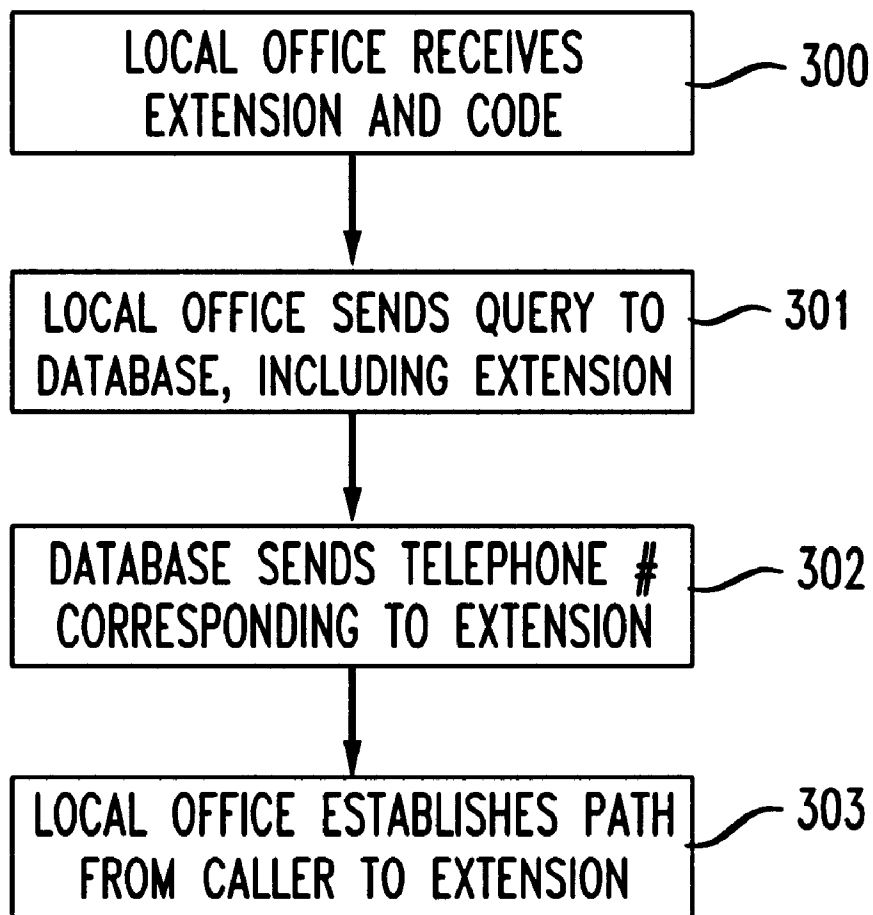 LOCAL OFFICE RECEIVES
EXTENSION AND CODE
300
LOCAL OFFICE SENDS QUERY TO
DATABASE, INCLUDING EXTENSION
301
DATABASE SENDS TELEPHONE #
CORRESPONDING TO EXTENSION
302
LOCAL OFFICE ESTABLISHES PATH
FROM CALLER TO EXTENSION
303